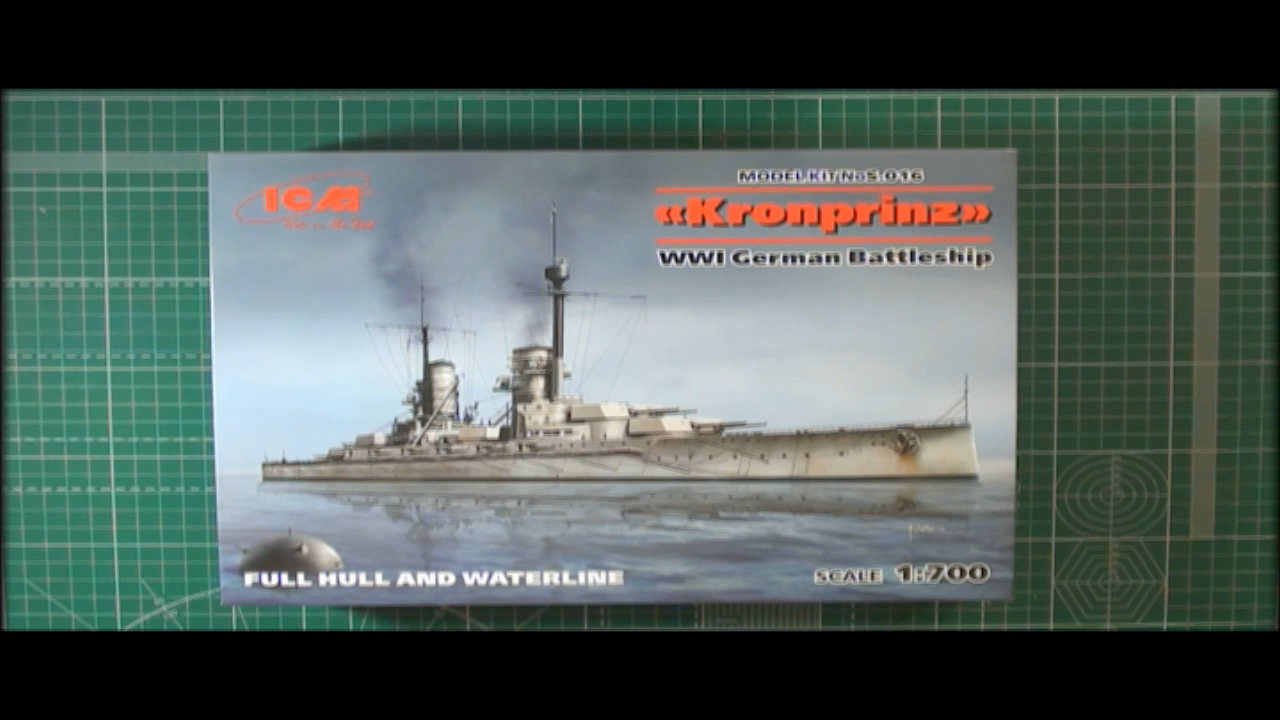 ICM
MODEL KIT No S.016
«Kronprinz»
WWI German Battleship
FULL HULL AND WATERLINE
SCALE 1:700